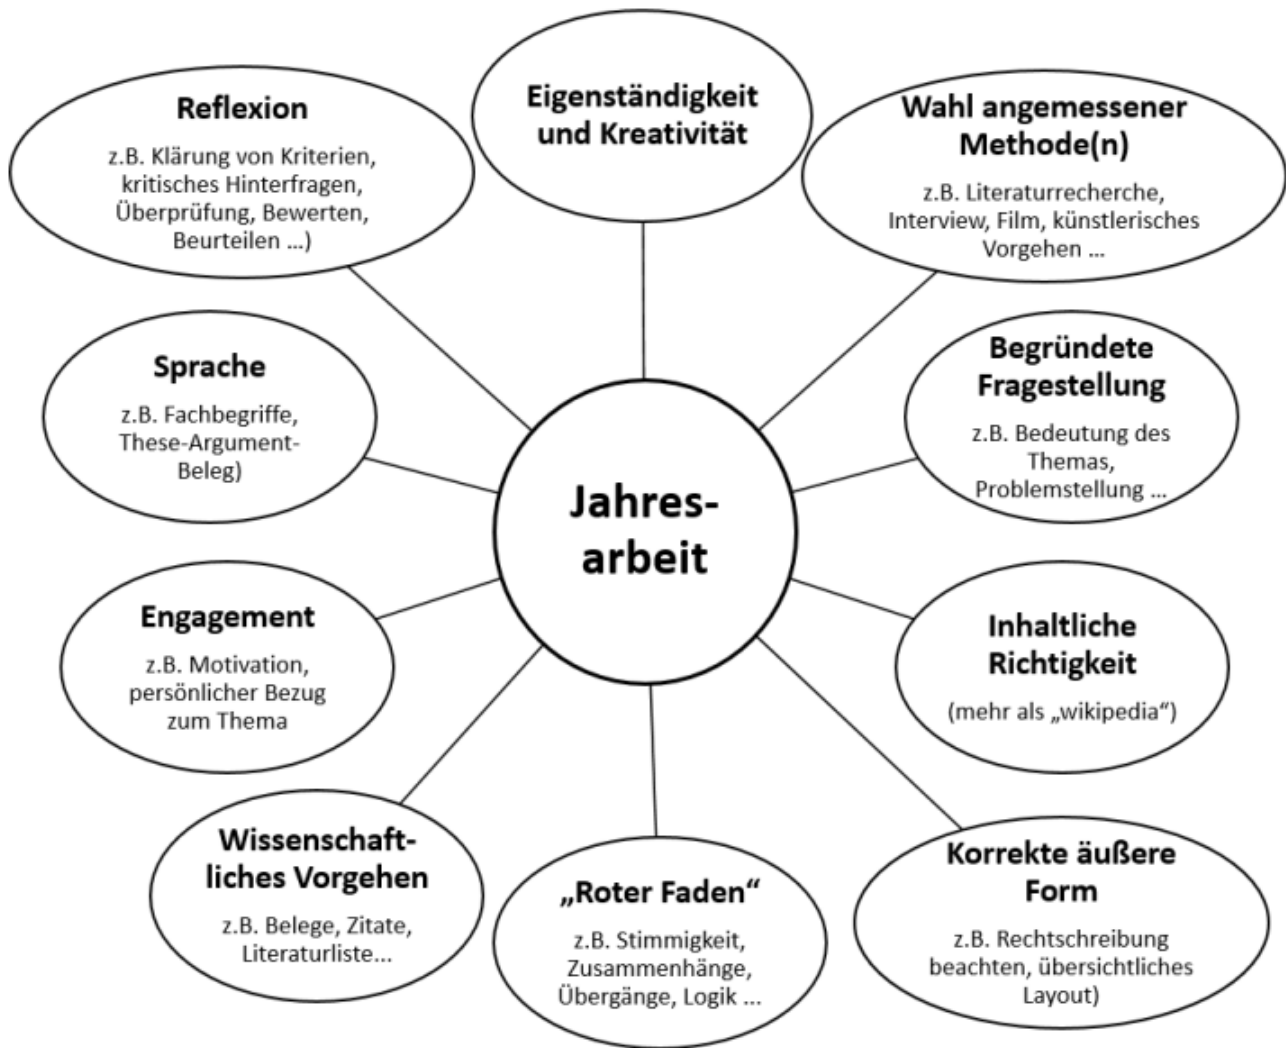 Eigenständigkeit
und Kreativität
Wahl angemessener
Methode(n)
z.B. Literaturrecherche,
Interview, Film, künstlerisches
Vorgehen ...
Begründete
Fragestellung
z.B. Bedeutung des
Themas,
Problemstellung ...
Inhaltliche
Richtigkeit
(mehr als „wikipedia“)
Korrekte äußere
Form
z.B. Rechtschreibung
beachten, übersichtliches
Layout)
„Roter Faden“
z.B. Stimmigkeit,
Zusammenhänge,
Übergänge, Logik ...
Wissenschaft-
liches Vorgehen
z.B. Belege, Zitate,
Literaturliste...
Engagement
z.B. Motivation,
persönlicher Bezug
zum Thema
Sprache
z.B. Fachbegriffe,
These-Argument-
Beleg)
Reflexion
z.B. Klärung von Kriterien,
kritisches Hinterfragen,
Überprüfung, Bewerten,
Beurteilen ...)
Jahres-
arbeit